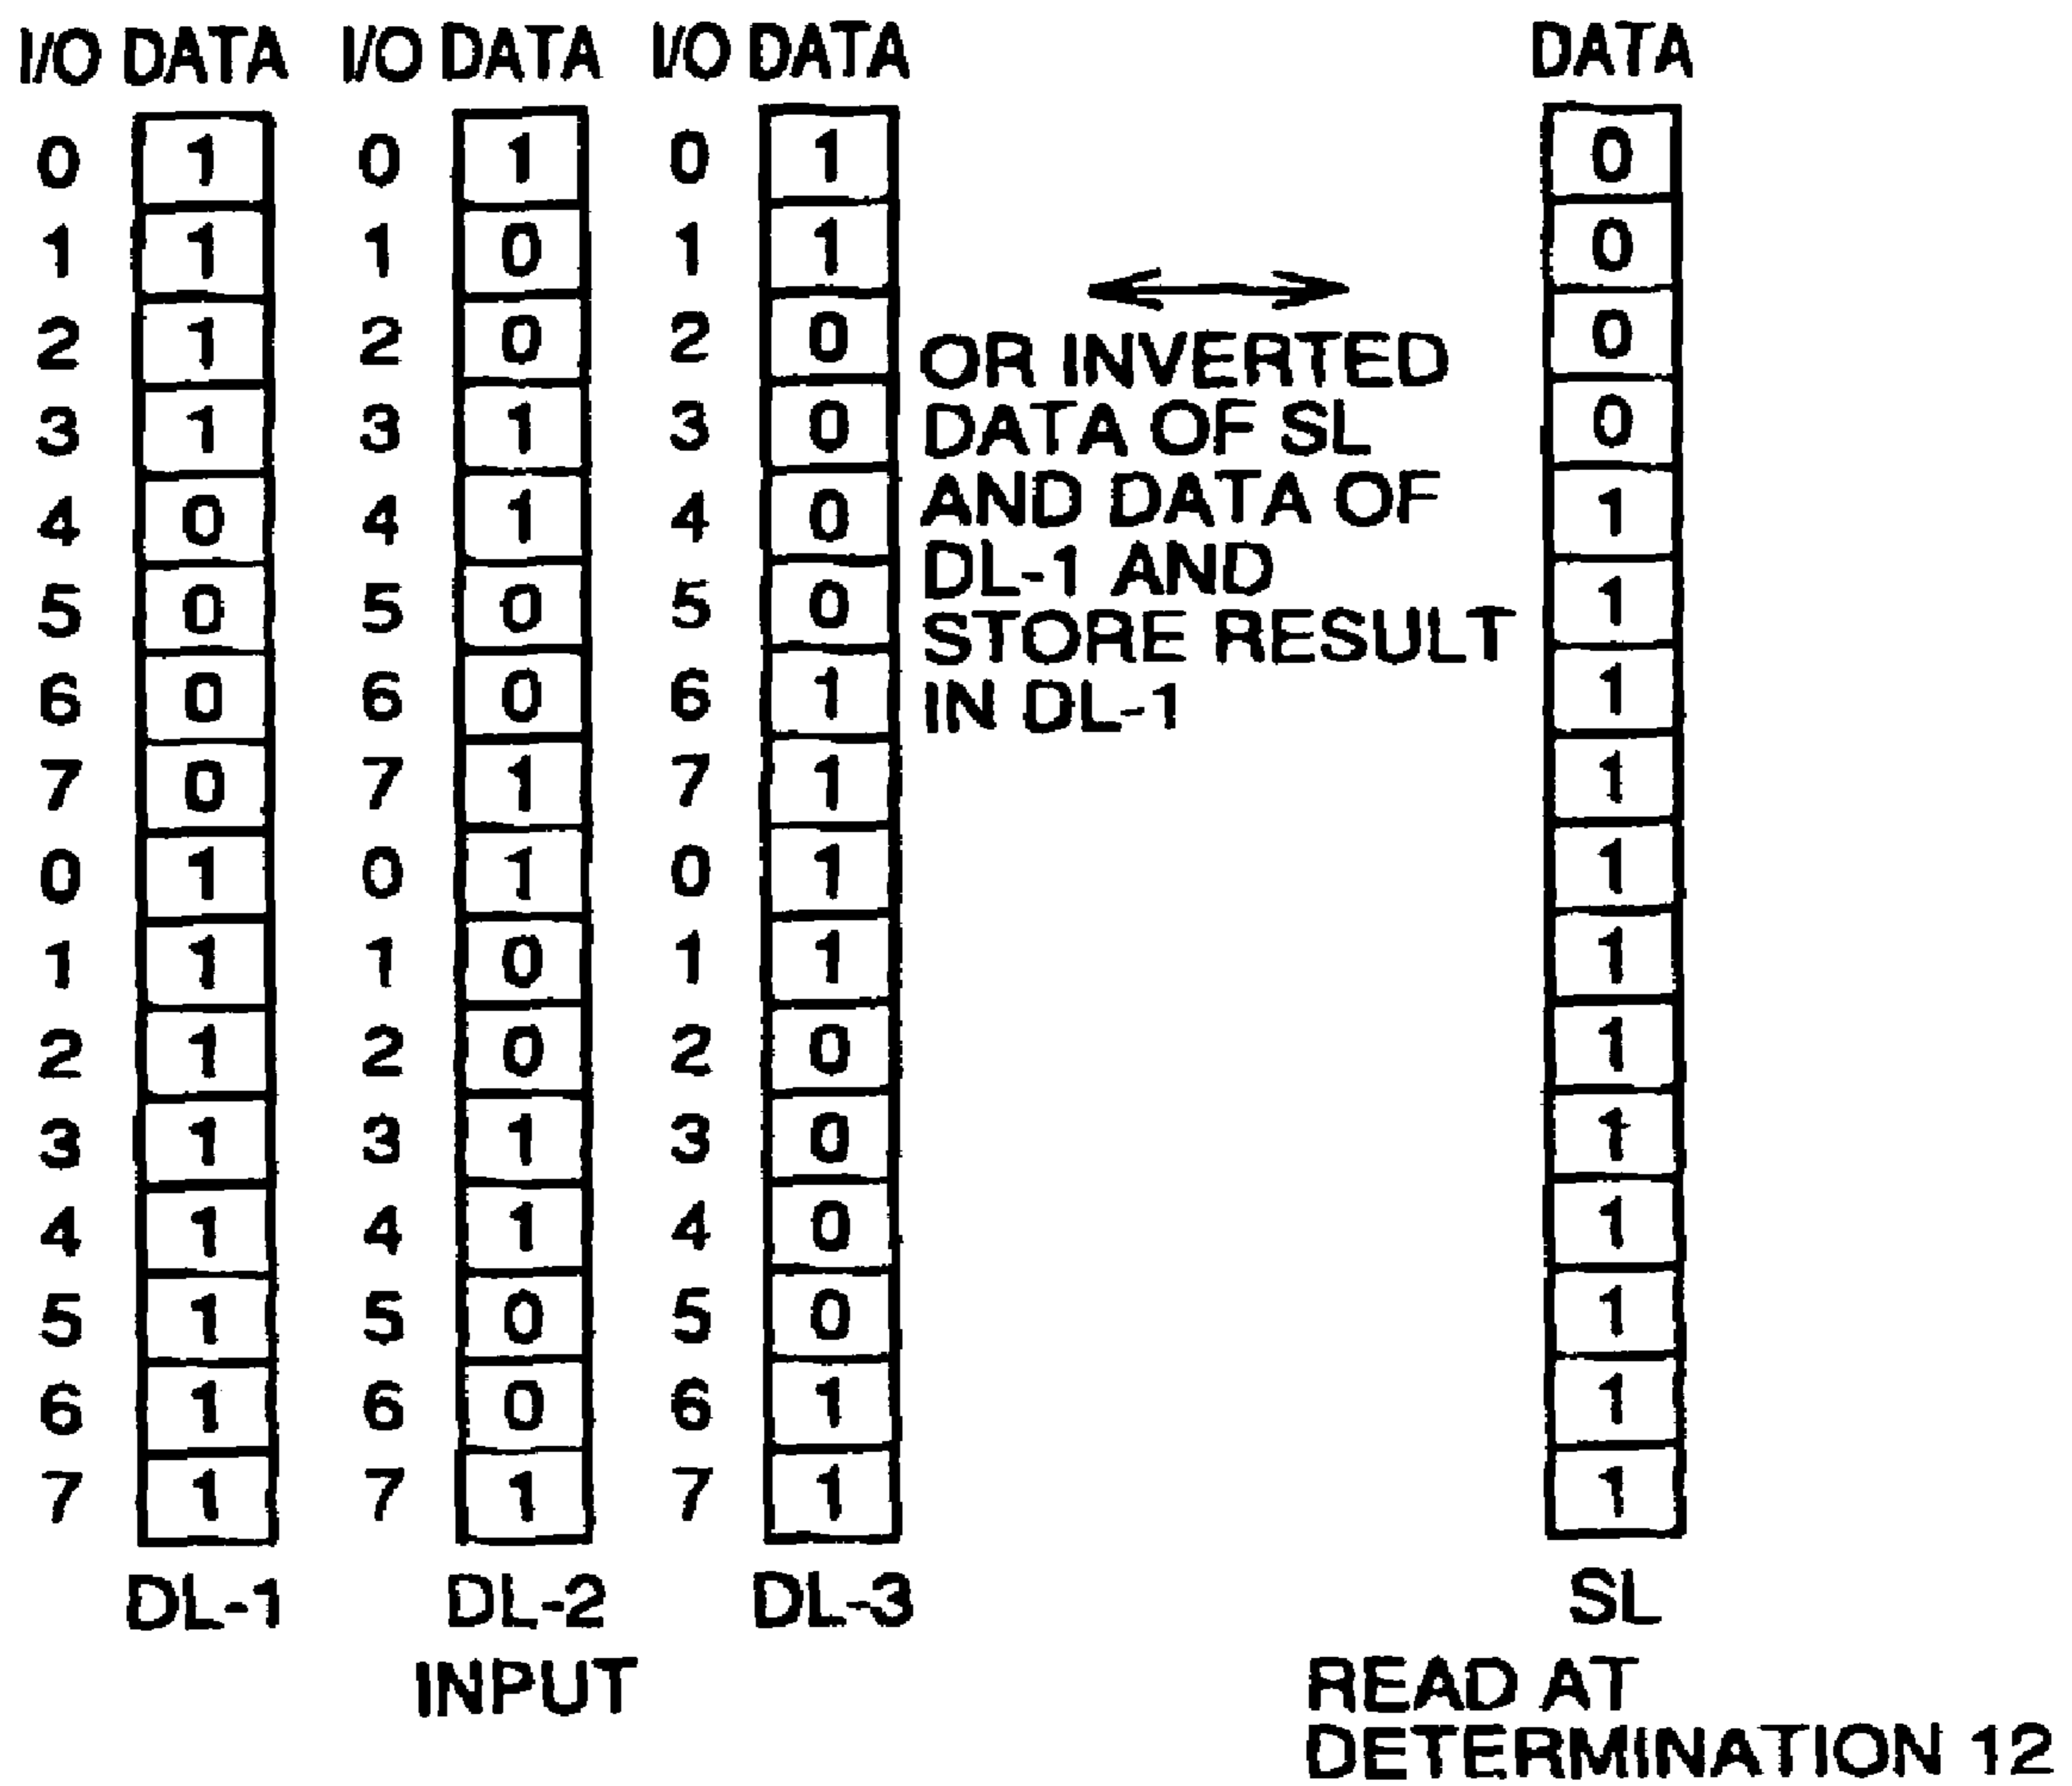 I/O DATA I/O DATA I/O DATA DATA
0 1 0 1 0 1 0
1 1 1 0 1 1 0
2 1 2 0 2 0 0
3 1 3 1 3 0 0
4 0 4 1 4 0 1
5 0 5 0 5 0 1
6 0 6 0 6 1 1
7 0 7 1 7 1 1
0 1 0 1 0 1 1
1 1 1 0 1 1 1
2 1 2 0 2 0 1
3 1 3 1 3 0 1
4 1 4 1 4 0 1
5 1 5 0 5 0 1
6 1 6 0 6 1 1
7 1 7 1 7 1 1
OR INVERTED
DATA OF SL
AND DATA OF
DL-1 AND
STORE RESULT
IN DL-1
DL-1 DL-2 DL-3 SL
INPUT
READ AT
DETERMINATION 12